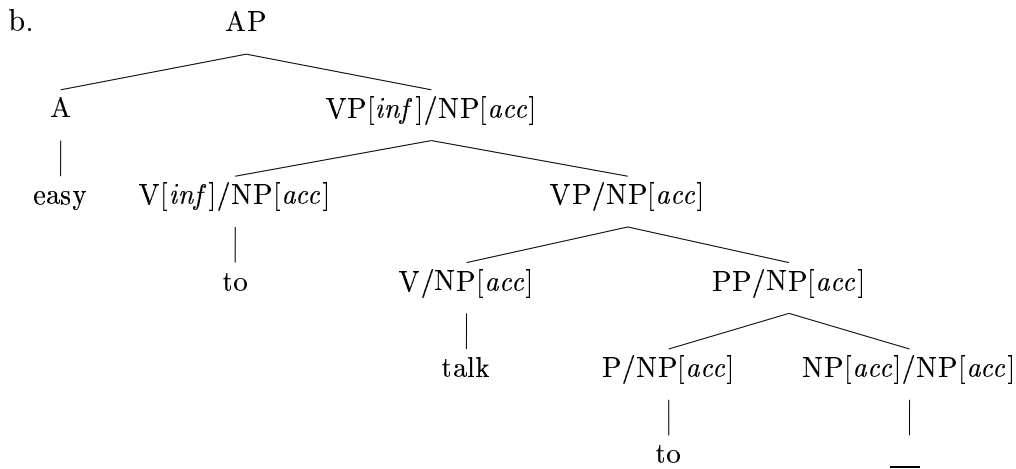 b. AP
A VP[inf]/NP[acc]
easy V[inf]/NP[acc] VP/NP[acc]
to V/NP[acc] PP/NP[acc]
talk P/NP[acc] NP[acc]/NP[acc]
to __